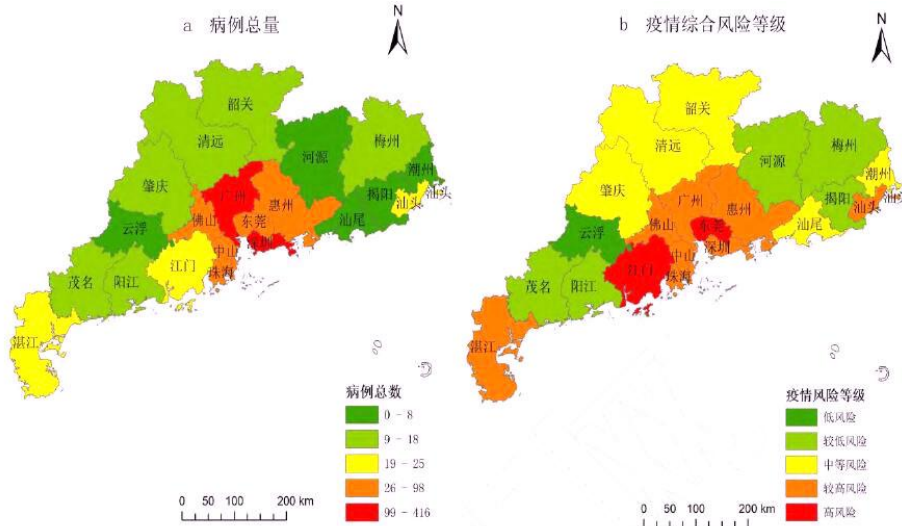 a 病例总量
N
韶关
清远
河源
梅州
潮州
肇庆
揭阳
汕头
汕头
广州
惠州
佛山
东莞
汕尾
云浮
深圳
中山
江门
珠海
茂名
阳江
湛江
病例总数
0 - 8
9 - 18
19 - 25
26 - 98
99 - 416
0 50 100 200 km
b 疫情综合风险等级
N
韶关
清远
河源
梅州
潮州
肇庆
揭阳
汕头
广州
惠州
佛山
东莞
汕尾
云浮
深圳
中山
江门
珠海
茂名
阳江
湛江
疫情风险等级
低风险
较低风险
中等风险
较高风险
高风险
0 50 100 200 km